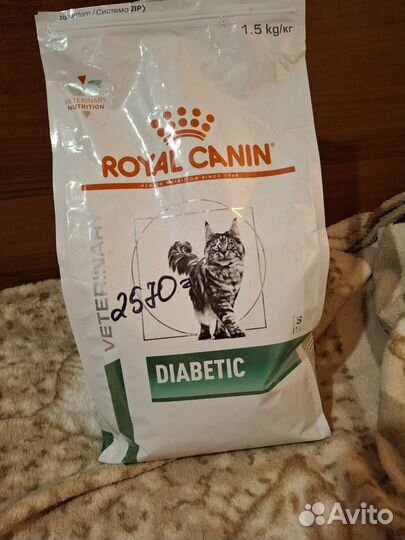 zip system / Система ZIP
1.5 kg/кг
VETERINARY
NUTRITION
ROYAL CANIN
HEALTH NUTRITION SINCE 1968
VETERINARY
2570=
DIABETIC
Avito